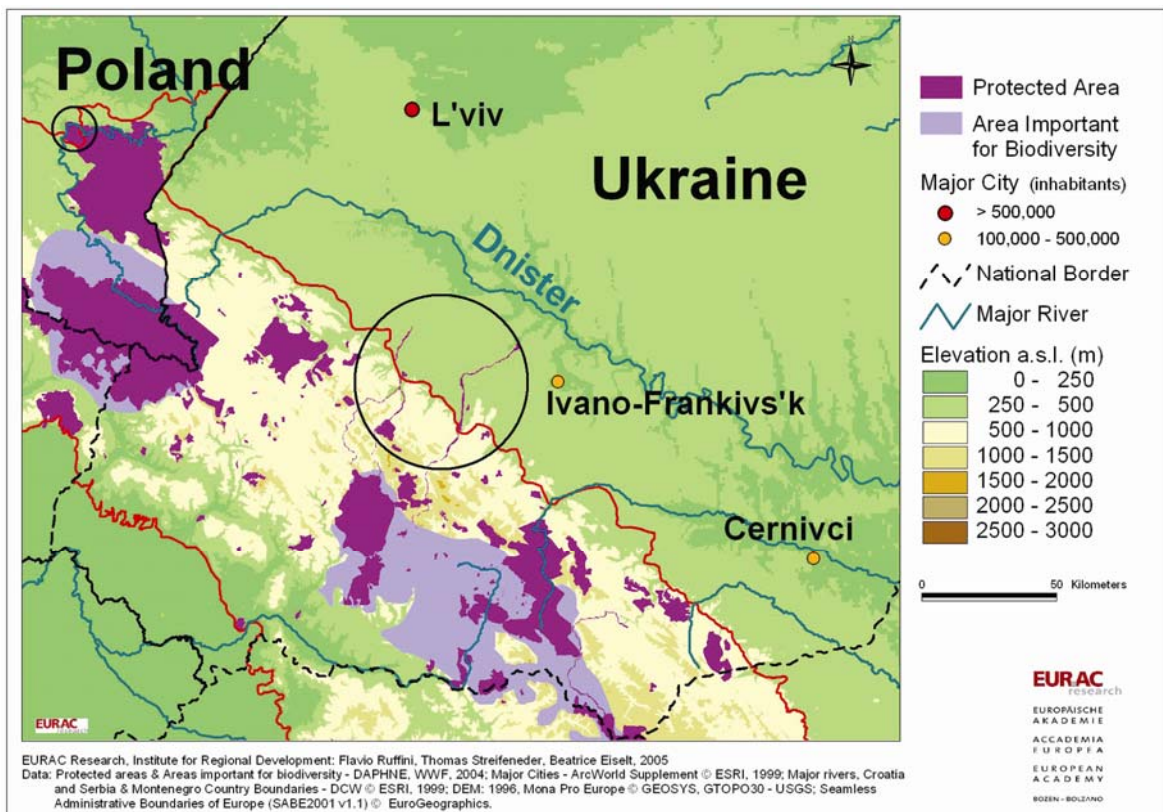 Poland
L'viv
Ukraine
Dnister
Ivano-Frankivs'k
Cernivci
EURAC
research
Protected Area
Area Important
for Biodiversity
Major City (inhabitants)
> 500,000
100,000 - 500,000
National Border
Major River
Elevation a.s.l. (m)
0 - 250
250 - 500
500 - 1000
1000 - 1500
1500 - 2000
2000 - 2500
2500 - 3000
0 50 Kilometers
EURAC
research
EUROPÄISCHE
AKADEMIE
ACCADEMIA
EUROPEA
EUROPEAN
ACADEMY
BOZEN - BOLZANO
EURAC Research, Institute for Regional Development: Flavio Ruffini, Thomas Streifeneder, Beatrice Eiselt, 2005
Data: Protected areas & Areas important for biodiversity - DAPHNE, WWF, 2004; Major Cities - ArcWorld Supplement © ESRI, 1999; Major rivers, Croatia
and Serbia & Montenegro Country Boundaries - DCW © ESRI, 1999; DEM: 1996, Mona Pro Europe © GEOSYS, GTOPO30 - USGS; Seamless
Administrative Boundaries of Europe (SABE2001 v1.1) © EuroGeographics.